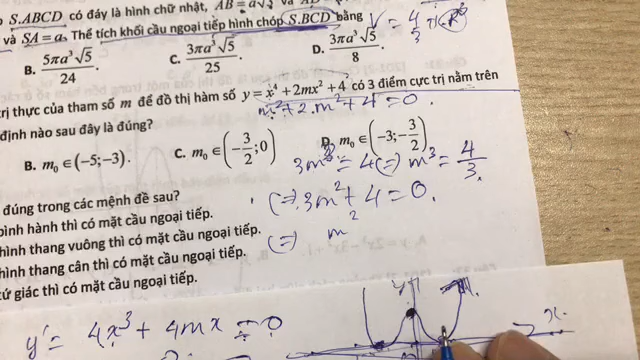 S.ABCD có đáy là hình chữ nhật, AB = a√3
và SA = a. Thể tích khối cầu ngoại tiếp hình chóp S.BCD bằng
V = 4/3 π R³
B. 5πa³√5/24.
C. 3πa³√5/25.
D. 3πa³√5/8.
trị thực của tham số m để đồ thị hàm số y = x⁴ + 2mx² + 4 có 3 điểm cực trị nằm trên
m² + 2.m² + 4 = 0.
định nào sau đây là đúng?
B. m₀ ∈ (-5; -3).
C. m₀ ∈ (-3/2; 0)
D. m₀ ∈ (-3; -3/2)
3m³ = 4 (=) m³ = 4/3.
đúng trong các mệnh đề sau?
(=) 3m² + 4 = 0.
bình hành thì có mặt cầu ngoại tiếp.
hình thang vuông thì có mặt cầu ngoại tiếp.
(=) m²
hình thang cân thì có mặt cầu ngoại tiếp.
tứ giác thì có mặt cầu ngoại tiếp.
y
x
y' = 4x³ + 4mx = 0